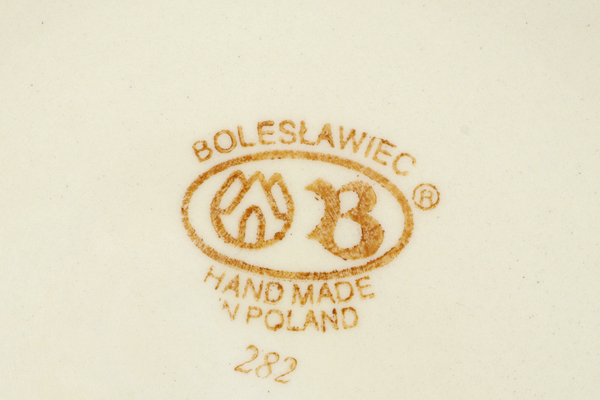 BOLESŁAWIEC
B ®
HAND MADE
IN POLAND
282